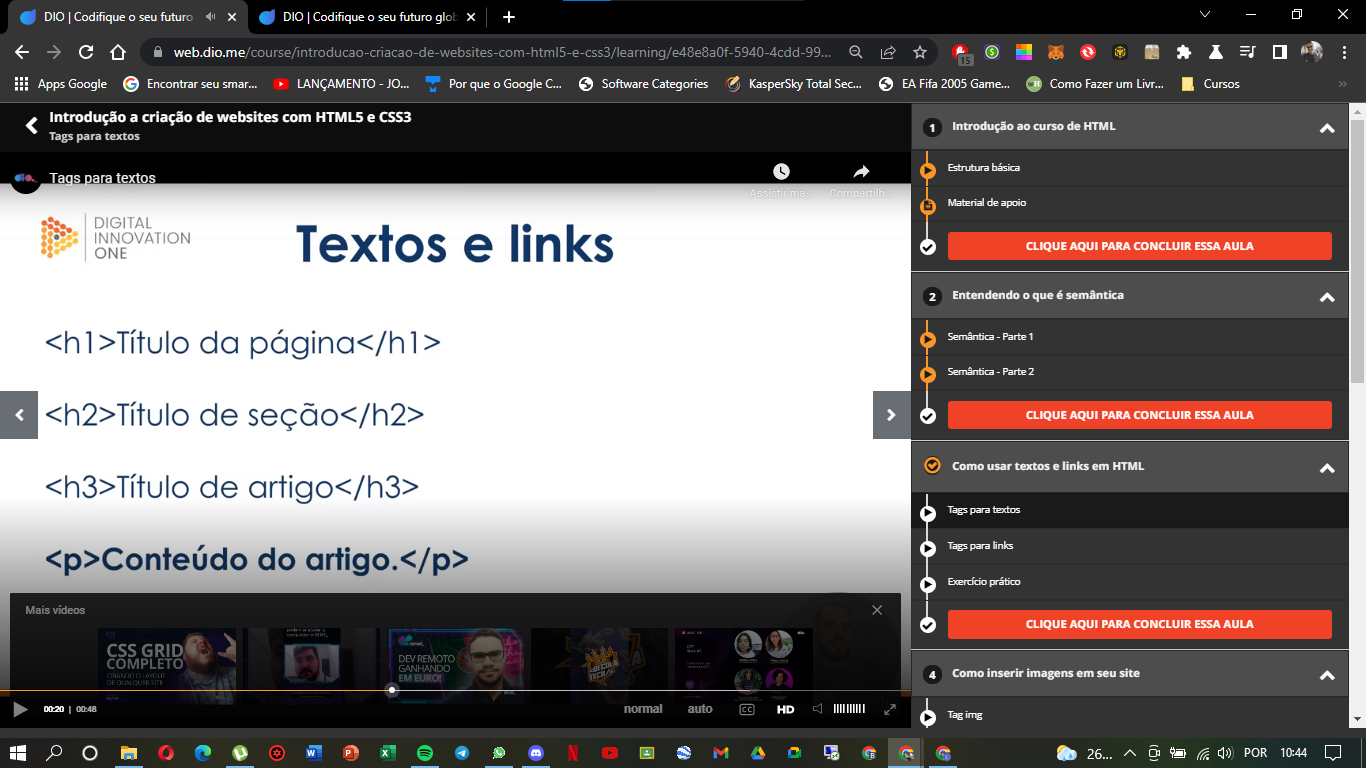 DIO | Codifique o seu futuro
DIO | Codifique o seu futuro glob
web.dio.me/course/introducao-criacao-de-websites-com-html5-e-css3/learning/e48e8a0f-5940-4cdd-99...
15
Apps Google
Encontrar seu smar...
LANÇAMENTO - JO...
Por que o Google C...
Software Categories
KasperSky Total Sec...
EA Fifa 2005 Game...
Como Fazer um Livr...
Cursos
Introdução a criação de websites com HTML5 e CSS3
Tags para textos
dio.
Tags para textos
Assistir ma...
Compartilh...
DIGITAL
INNOVATION
ONE
Textos e links
<h1>Título da página</h1>
<h2>Título de seção</h2>
<h3>Título de artigo</h3>
<p>Conteúdo do artigo.</p>
Mais vídeos
CSS GRID
COMPLETO
CRIANDO O LAYOUT
DE QUALQUER SITE
DEV REMOTO
GANHANDO
EM EURO!
00:20 | 00:48
normal
auto
CC
HD
1
Introdução ao curso de HTML
Estrutura básica
Material de apoio
CLIQUE AQUI PARA CONCLUIR ESSA AULA
2
Entendendo o que é semântica
Semântica - Parte 1
Semântica - Parte 2
CLIQUE AQUI PARA CONCLUIR ESSA AULA
Como usar textos e links em HTML
Tags para textos
Tags para links
Exercício prático
CLIQUE AQUI PARA CONCLUIR ESSA AULA
4
Como inserir imagens em seu site
Tag img
26...
POR
10:44